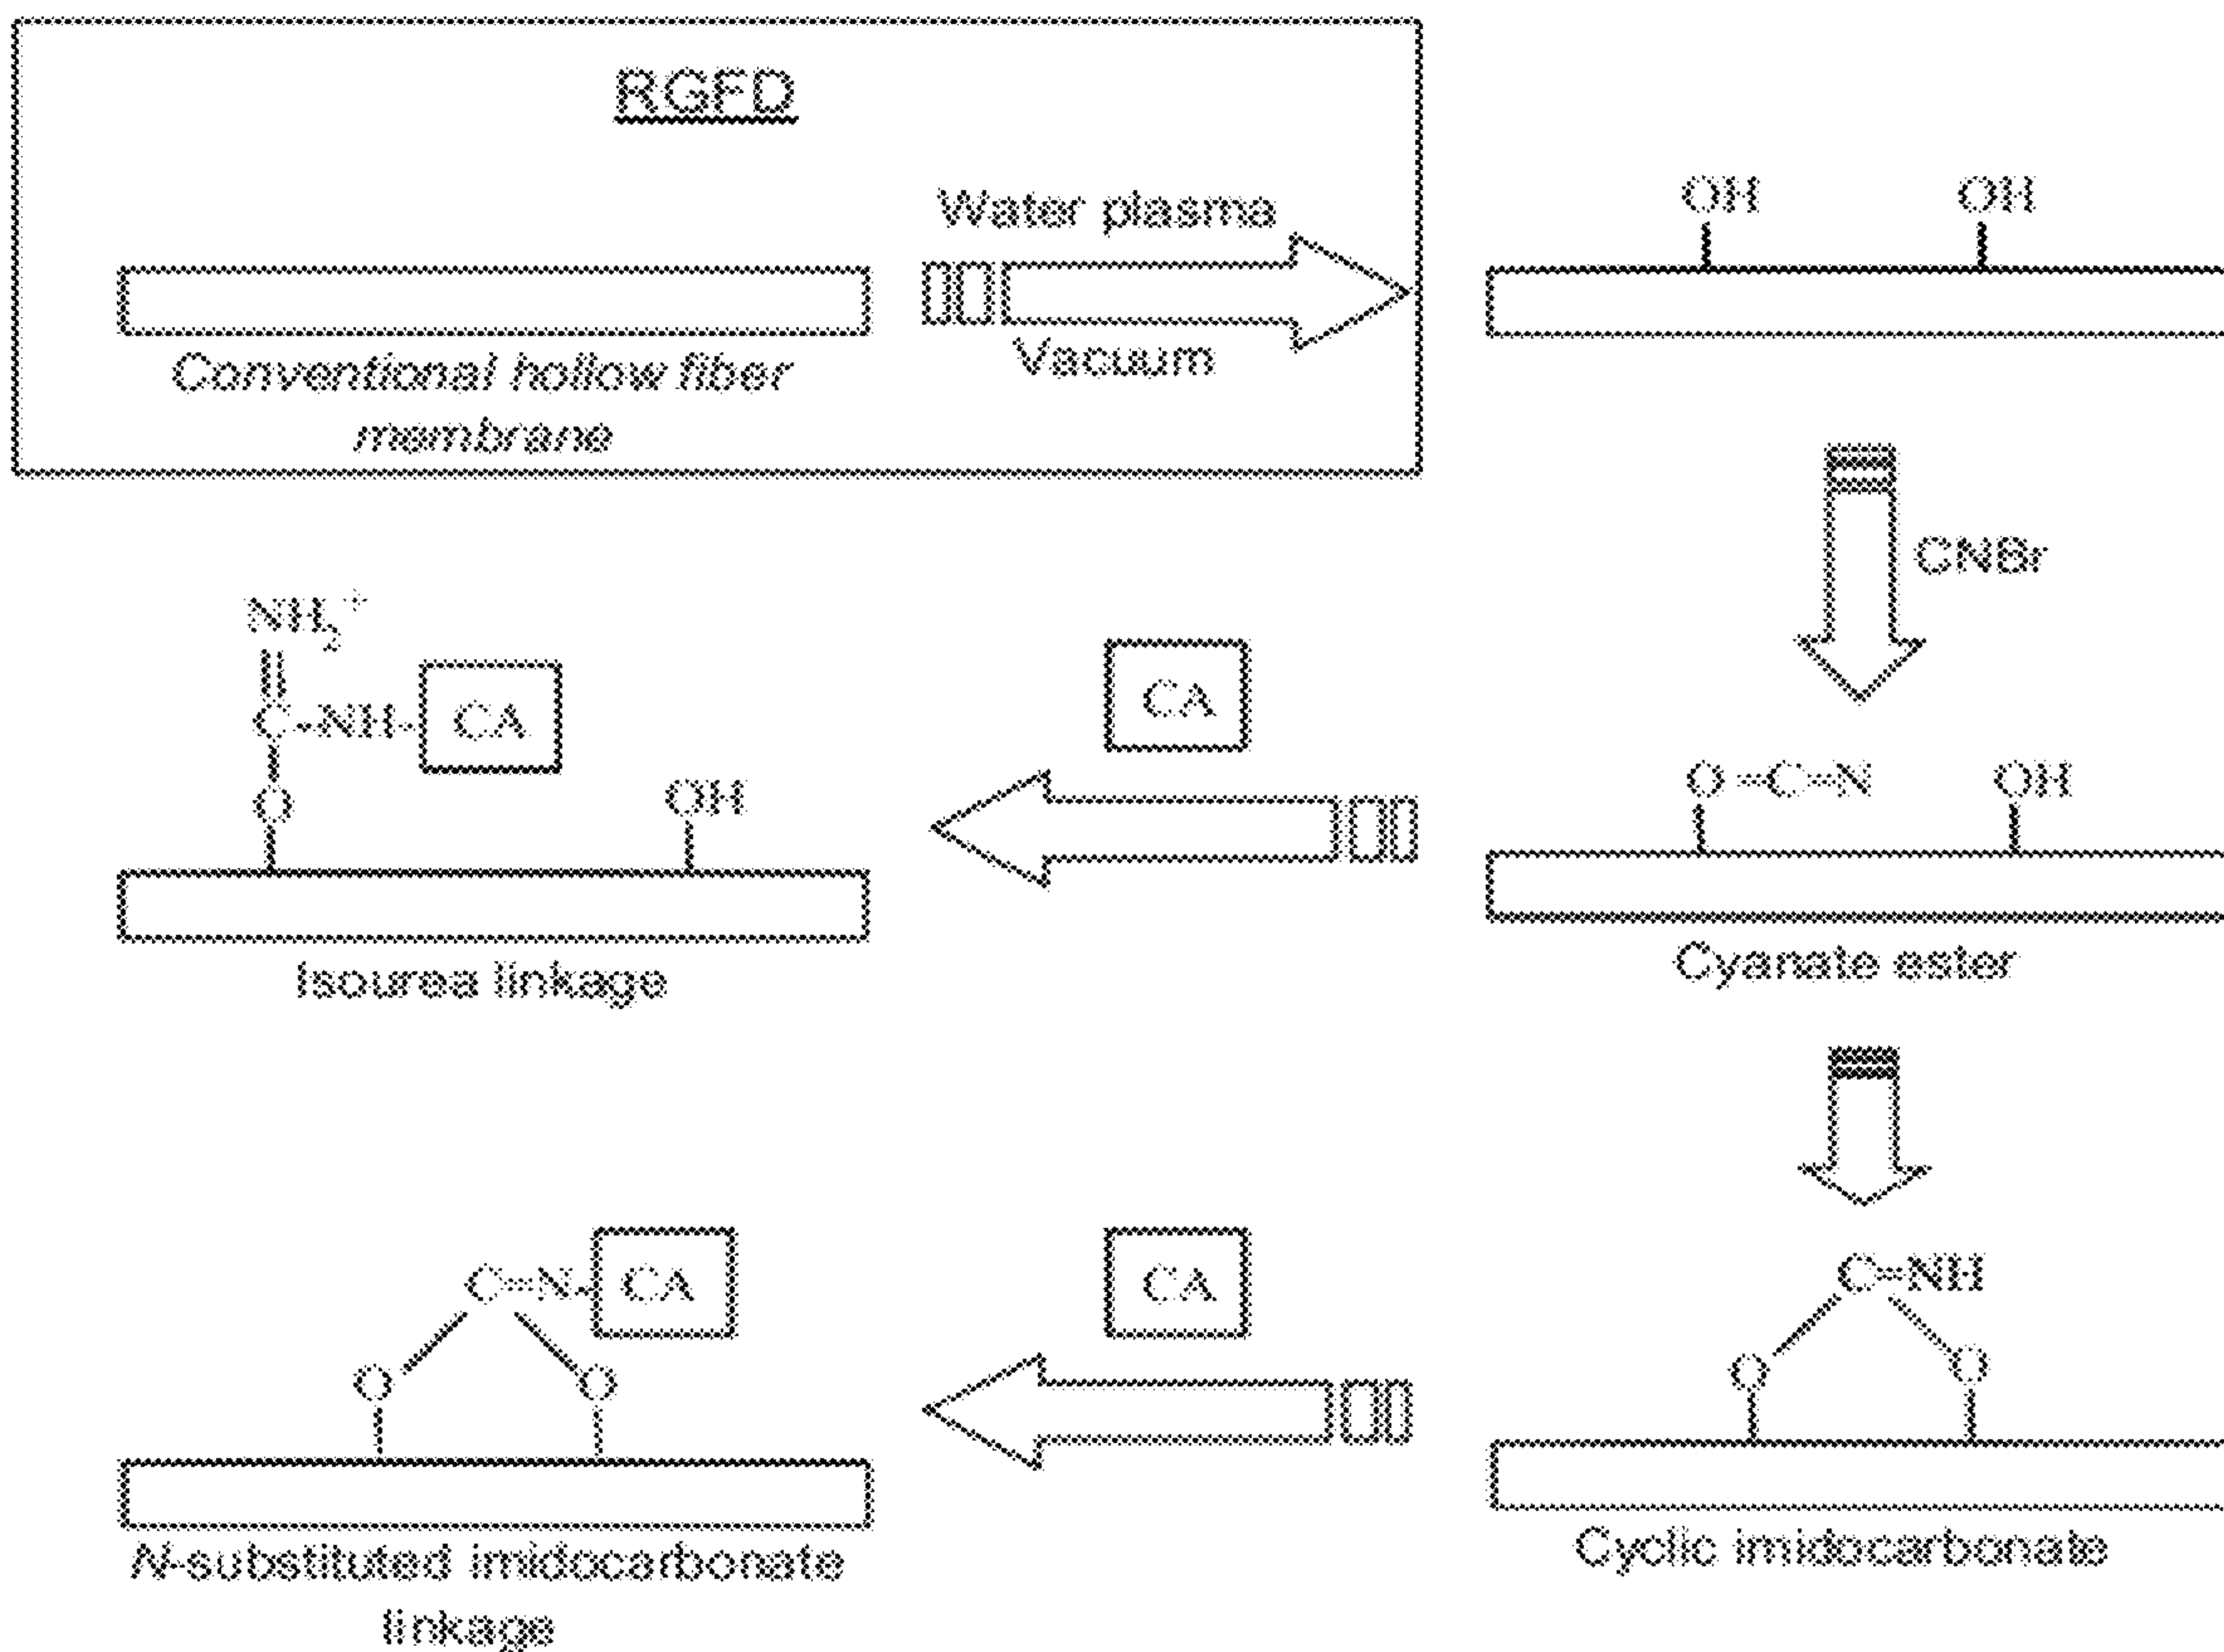 RGFD
Water plasma
Vacuum
Conventional hollow fiber
membrane
OH OH
CNBr
NH2+
C-NH- CA
O
OH
Isourea linkage
CA
O-C=N OH
Cyanate ester
C=N- CA
O O
N-substituted imidocarbonate
linkage
CA
C=NH
O O
Cyclic imidocarbonate